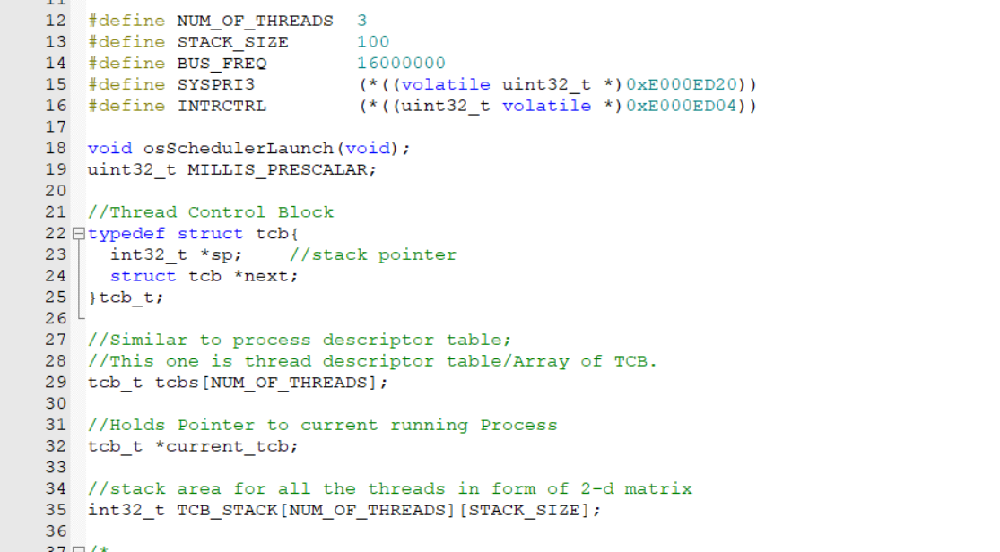 12 #define NUM_OF_THREADS 3
13 #define STACK_SIZE 100
14 #define BUS_FREQ 16000000
15 #define SYSPRI3 (*((volatile uint32_t *)0xE000ED20))
16 #define INTRCTRL (*((uint32_t volatile *)0xE000ED04))
17
18 void osSchedulerLaunch(void);
19 uint32_t MILLIS_PRESCALAR;
20
21 //Thread Control Block
22 typedef struct tcb{
23 int32_t *sp; //stack pointer
24 struct tcb *next;
25 }tcb_t;
26
27 //Similar to process descriptor table;
28 //This one is thread descriptor table/Array of TCB.
29 tcb_t tcbs[NUM_OF_THREADS];
30
31 //Holds Pointer to current running Process
32 tcb_t *current_tcb;
33
34 //stack area for all the threads in form of 2-d matrix
35 int32_t TCB_STACK[NUM_OF_THREADS][STACK_SIZE];
36
37 /*